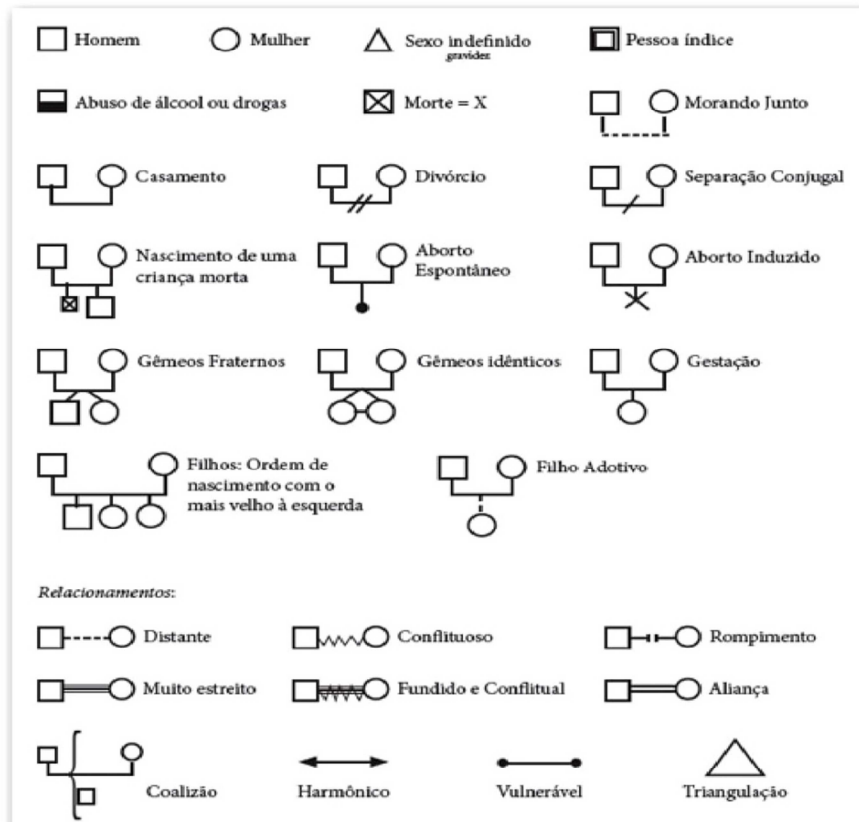 Homem
Mulher
Sexo indefinido
gravidez
Pessoa índice
Abuso de álcool ou drogas
Morte = X
Morando Junto
Casamento
Divórcio
Separação Conjugal
Nascimento de uma
criança morta
Aborto
Espontâneo
Aborto Induzido
Gêmeos Fraternos
Gêmeos idênticos
Gestação
Filhos: Ordem de
nascimento com o
mais velho à esquerda
Filho Adotivo
Relacionamentos:
Distante
Conflituoso
Rompimento
Muito estreito
Fundido e Conflitual
Aliança
Coalizão
Harmônico
Vulnerável
Triangulação